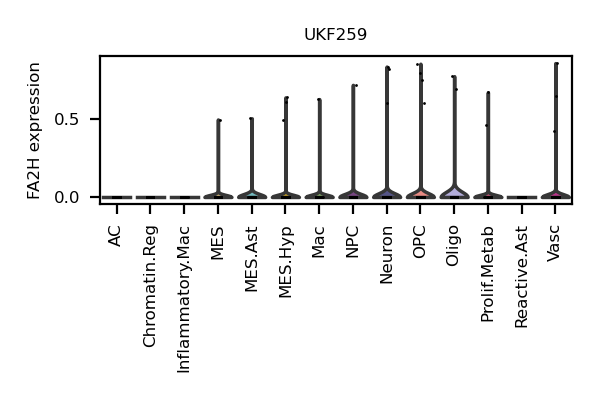 UKF259
FA2H expression
0.5
0.0
AC
Chromatin.Reg
Inflammatory.Mac
MES
MES.Ast
MES.Hyp
Mac
NPC
Neuron
OPC
Oligo
Prolif.Metab
Reactive.Ast
Vasc